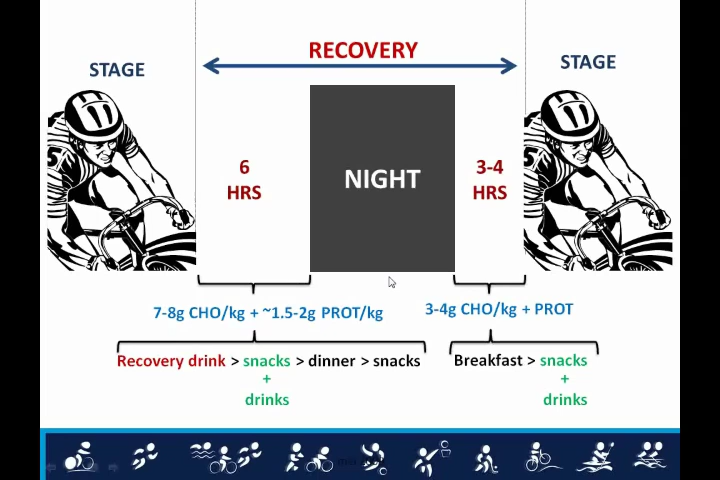 RECOVERY
STAGE
STAGE
6
HRS
NIGHT
3-4
HRS
7-8g CHO/kg + ~1.5-2g PROT/kg
3-4g CHO/kg + PROT
Recovery drink > snacks > dinner > snacks
+
drinks
Breakfast > snacks
+
drinks